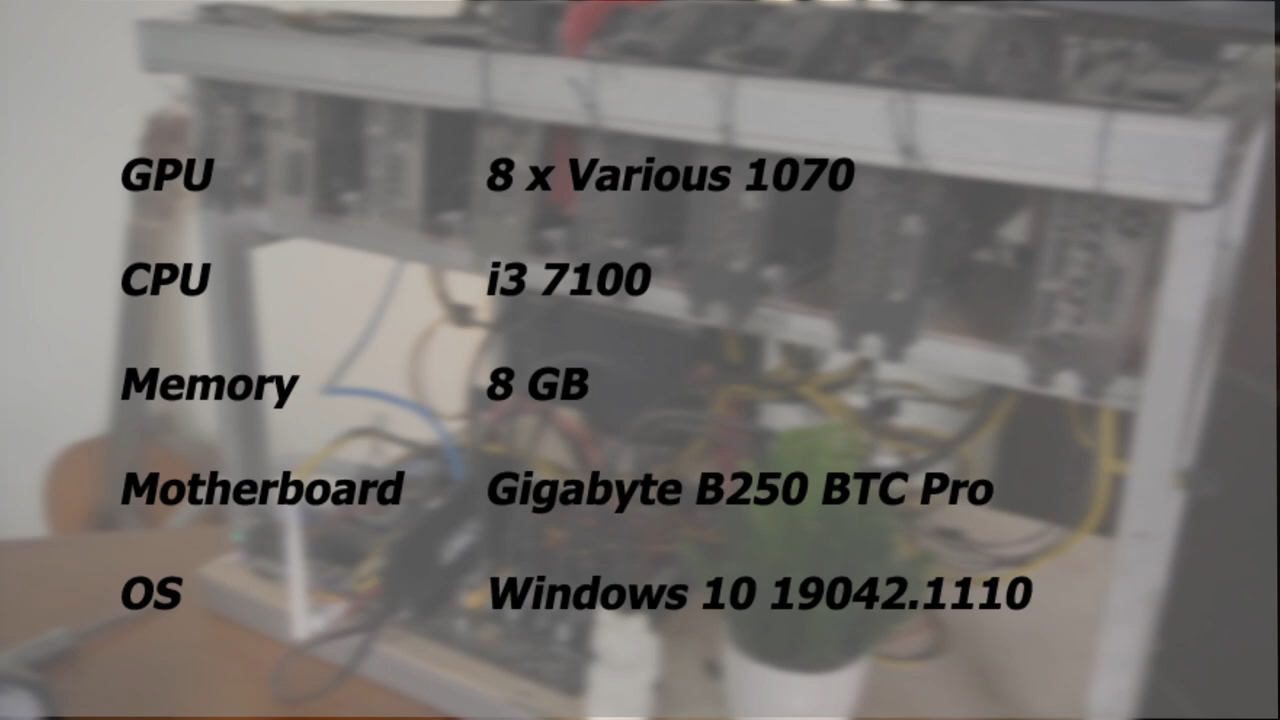 GPU 8 x Various 1070
CPU i3 7100
Memory 8 GB
Motherboard Gigabyte B250 BTC Pro
OS Windows 10 19042.1110